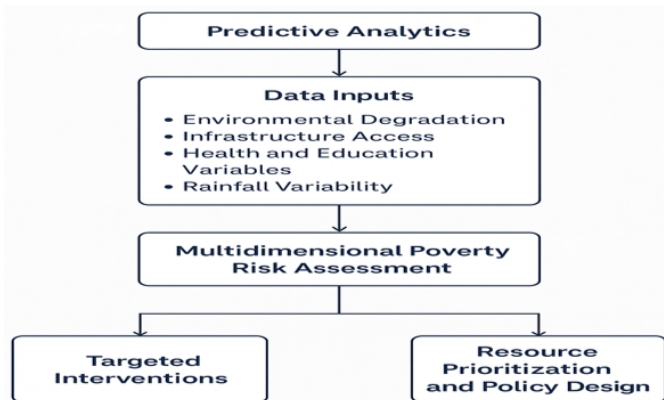 Predictive Analytics
Data Inputs
• Environmental Degradation
• Infrastructure Access
• Health and Education
Variables
• Rainfall Variability
Multidimensional Poverty
Risk Assessment
Targeted
Interventions
Resource
Prioritization
and Policy Design